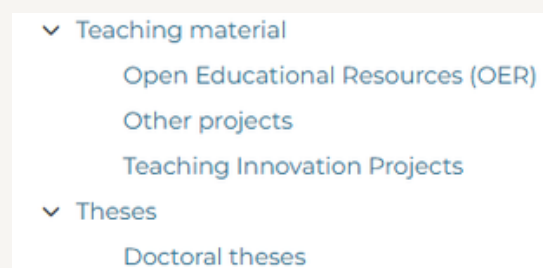 Teaching material
Open Educational Resources (OER)
Other projects
Teaching Innovation Projects
Theses
Doctoral theses